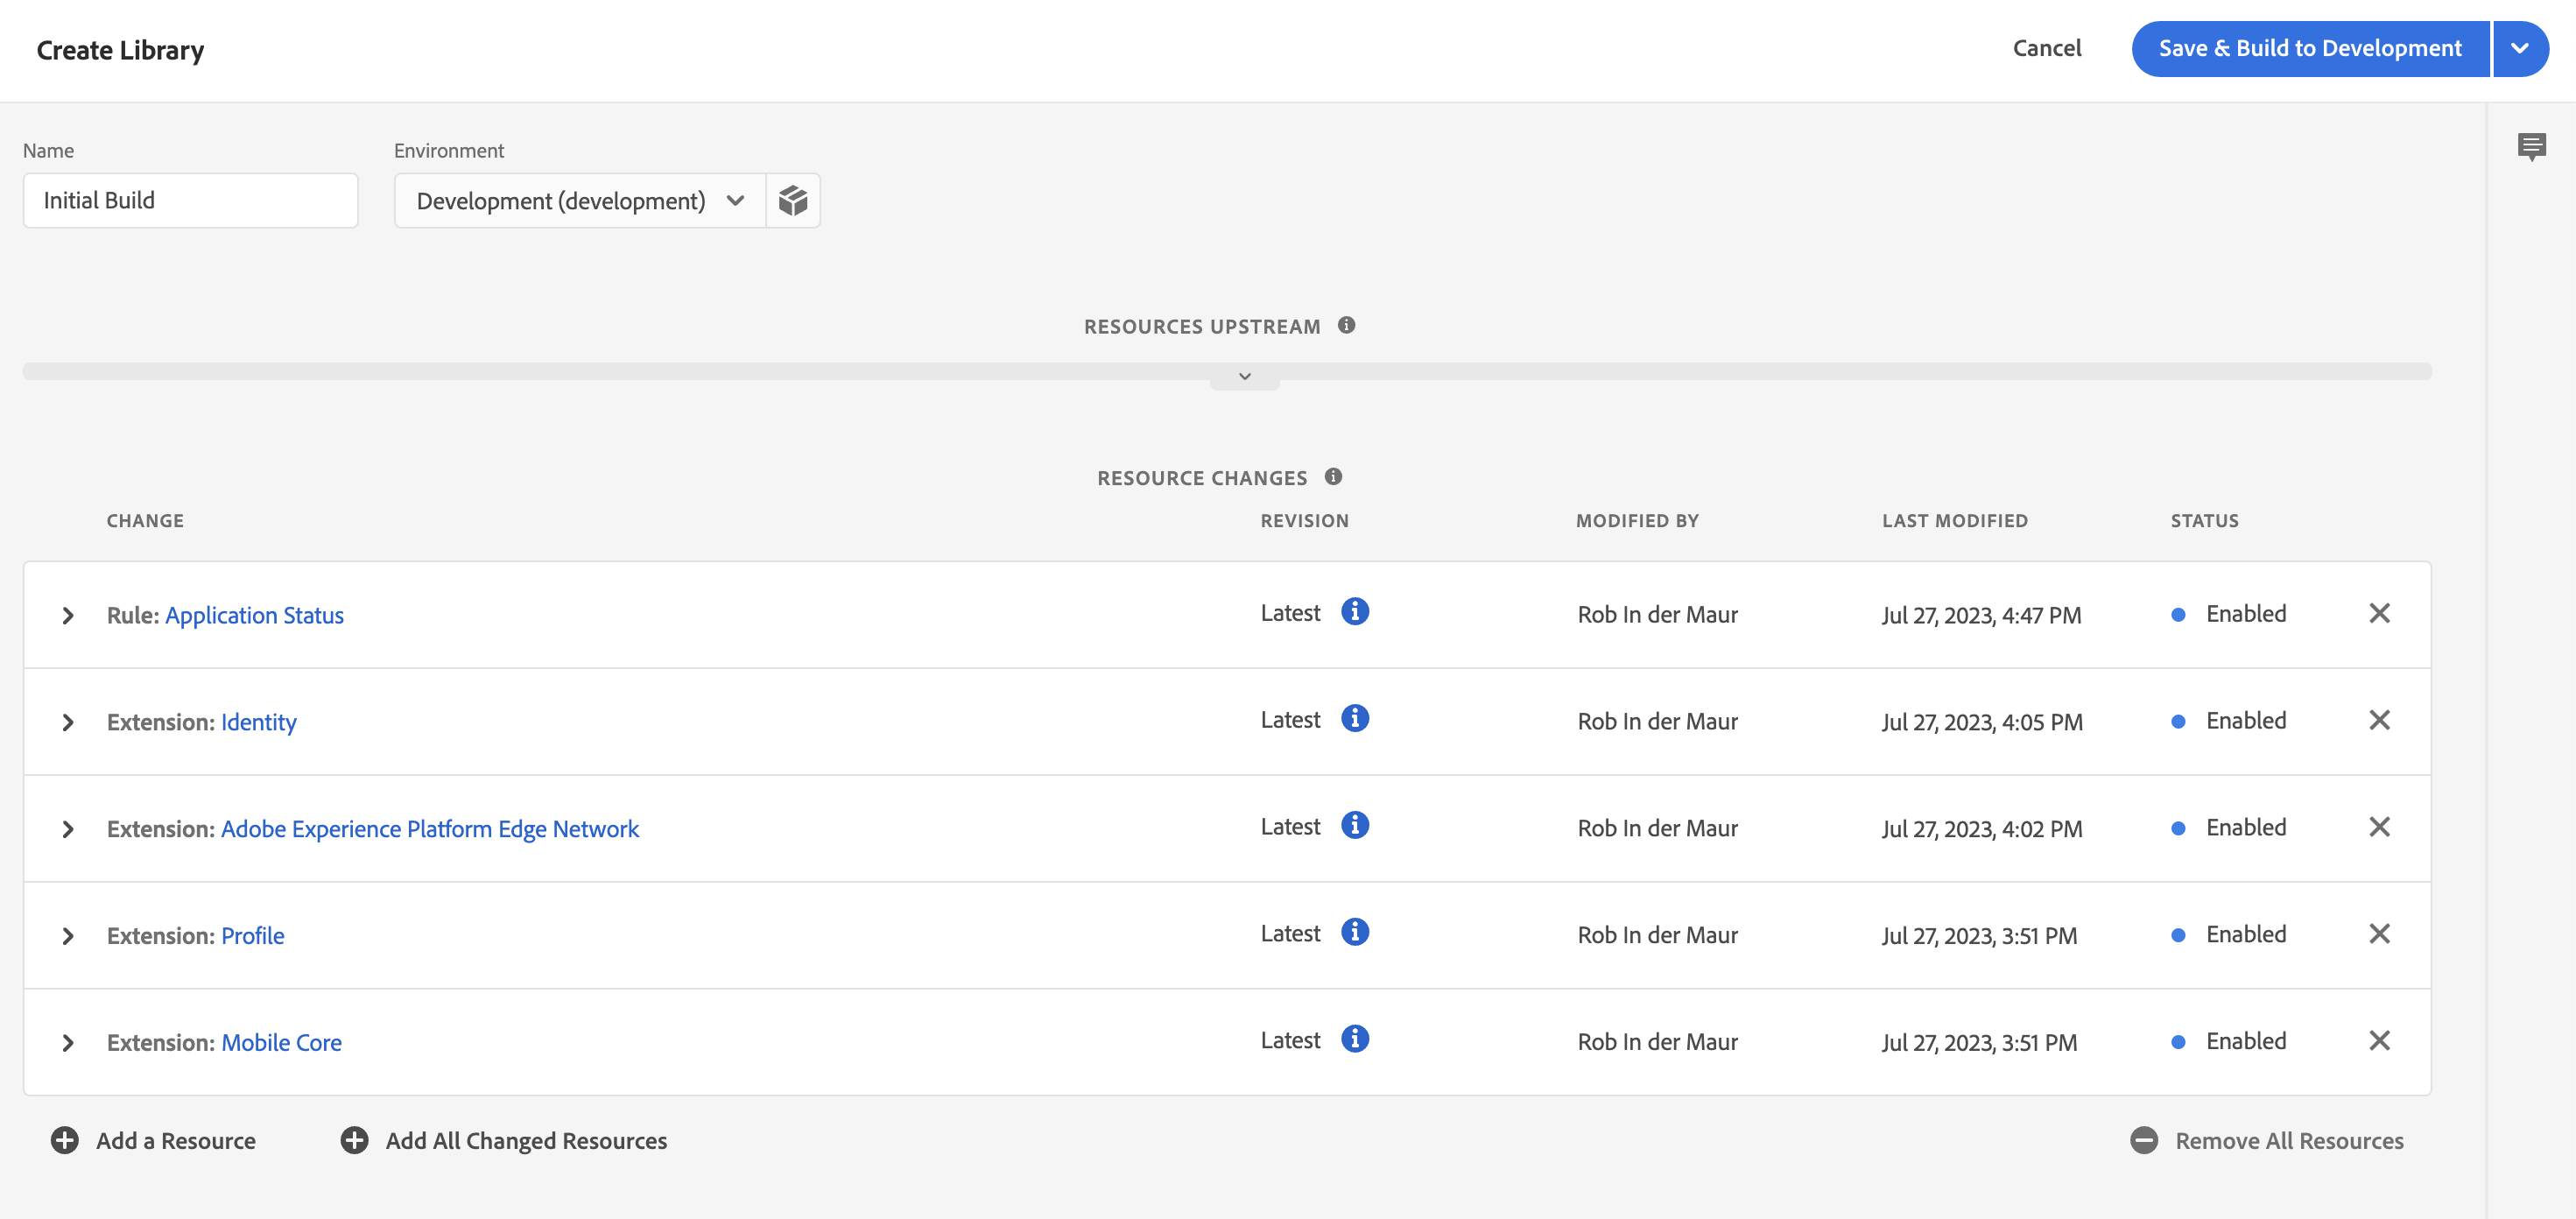 Create Library
Cancel
Save & Build to Development
Name
Environment
Initial Build
Development (development)
RESOURCES UPSTREAM
RESOURCE CHANGES
CHANGE REVISION MODIFIED BY LAST MODIFIED STATUS
Rule: Application Status Latest Rob In der Maur Jul 27, 2023, 4:47 PM Enabled
Extension: Identity Latest Rob In der Maur Jul 27, 2023, 4:05 PM Enabled
Extension: Adobe Experience Platform Edge Network Latest Rob In der Maur Jul 27, 2023, 4:02 PM Enabled
Extension: Profile Latest Rob In der Maur Jul 27, 2023, 3:51 PM Enabled
Extension: Mobile Core Latest Rob In der Maur Jul 27, 2023, 3:51 PM Enabled
Add a Resource
Add All Changed Resources
Remove All Resources